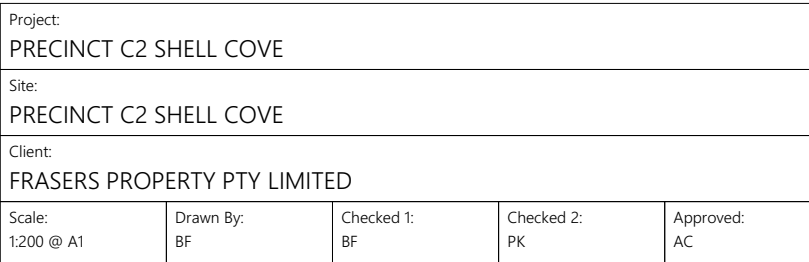 Project:
PRECINCT C2 SHELL COVE
Site:
PRECINCT C2 SHELL COVE
Client:
FRASERS PROPERTY PTY LIMITED
Scale: Drawn By: Checked 1: Checked 2: Approved:
1:200 @ A1 BF BF PK AC